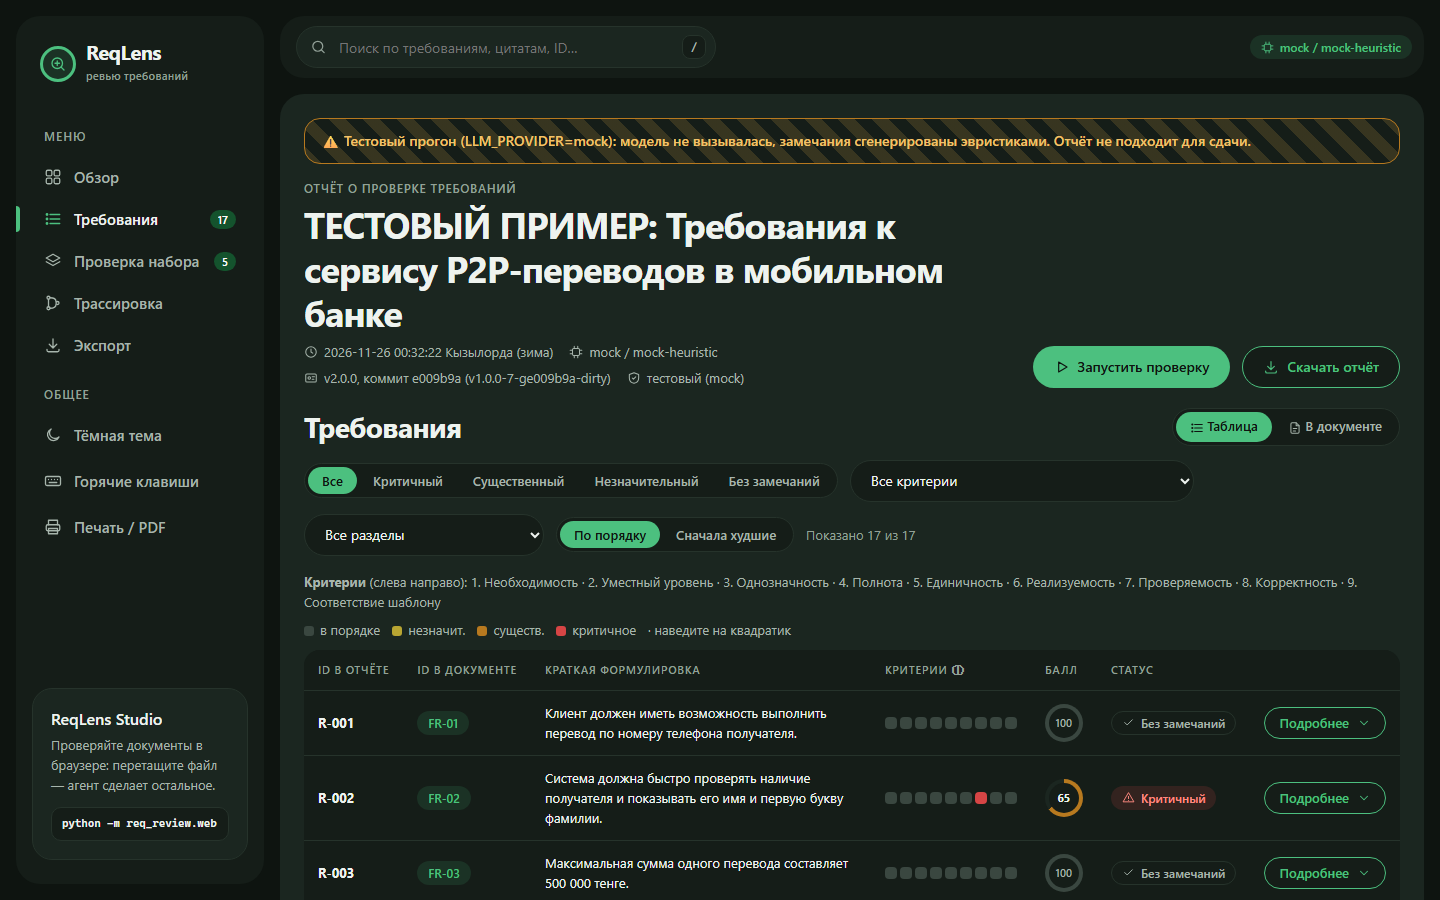 ReqLens
ревью требований
МЕНЮ
Обзор
Требования 17
Проверка набора 5
Трассировка
Экспорт
ОБЩЕЕ
Тёмная тема
Горячие клавиши
Печать / PDF
ReqLens Studio
Проверяйте документы в
браузере: перетащите файл
— агент сделает остальное.
python -m req_review.web
Поиск по требованиям, цитатам, ID... /
mock / mock-heuristic
Тестовый прогон (LLM_PROVIDER=mock): модель не вызывалась, замечания сгенерированы эвристиками. Отчёт не подходит для сдачи.
ОТЧЁТ О ПРОВЕРКЕ ТРЕБОВАНИЙ
ТЕСТОВЫЙ ПРИМЕР: Требования к
сервису P2P-переводов в мобильном
банке
2026-11-26 00:32:22 Кызылорда (зима) mock / mock-heuristic
v2.0.0, коммит e009b9a (v1.0.0-7-ge009b9a-dirty) тестовый (mock)
Запустить проверку
Скачать отчёт
Требования
Таблица
В документе
Все Критичный Существенный Незначительный Без замечаний
Все критерии
Все разделы
По порядку Сначала худшие
Показано 17 из 17
Критерии (слева направо): 1. Необходимость · 2. Уместный уровень · 3. Однозначность · 4. Полнота · 5. Единичность · 6. Реализуемость · 7. Проверяемость · 8. Корректность · 9.
Соответствие шаблону
в порядке незначит. существ. критичное · наведите на квадратик
ID В ОТЧЁТЕ ID В ДОКУМЕНТЕ КРАТКАЯ ФОРМУЛИРОВКА КРИТЕРИИ БАЛЛ СТАТУС
R-001 FR-01
Клиент должен иметь возможность выполнить
перевод по номеру телефона получателя.
100 Без замечаний Подробнее
R-002 FR-02
Система должна быстро проверять наличие
получателя и показывать его имя и первую букву
фамилии.
65 Критичный Подробнее
R-003 FR-03
Максимальная сумма одного перевода составляет
500 000 тенге.
100 Без замечаний Подробнее